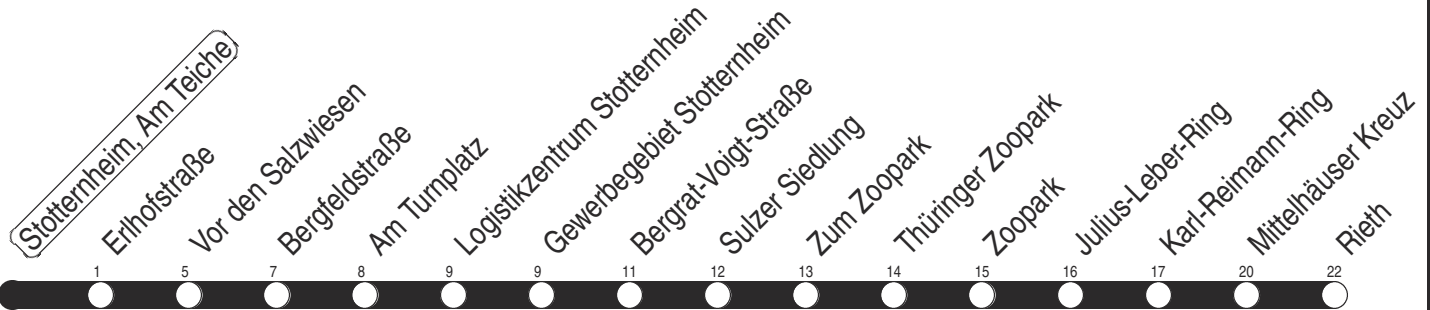 Stotternheim, Am Teiche
Erlhofstraße
Vor den Salzwiesen
Bergfeldstraße
Am Turnplatz
Logistikzentrum Stotternheim
Gewerbegebiet Stotternheim
Bergrat-Voigt-Straße
Sulzer Siedlung
Zum Zoopark
Thüringer Zoopark
Zoopark
Julius-Leber-Ring
Karl-Reimann-Ring
Mittelhäuser Kreuz
Rieth
1 5 7 8 9 9 11 12 13 14 15 16 17 20 22